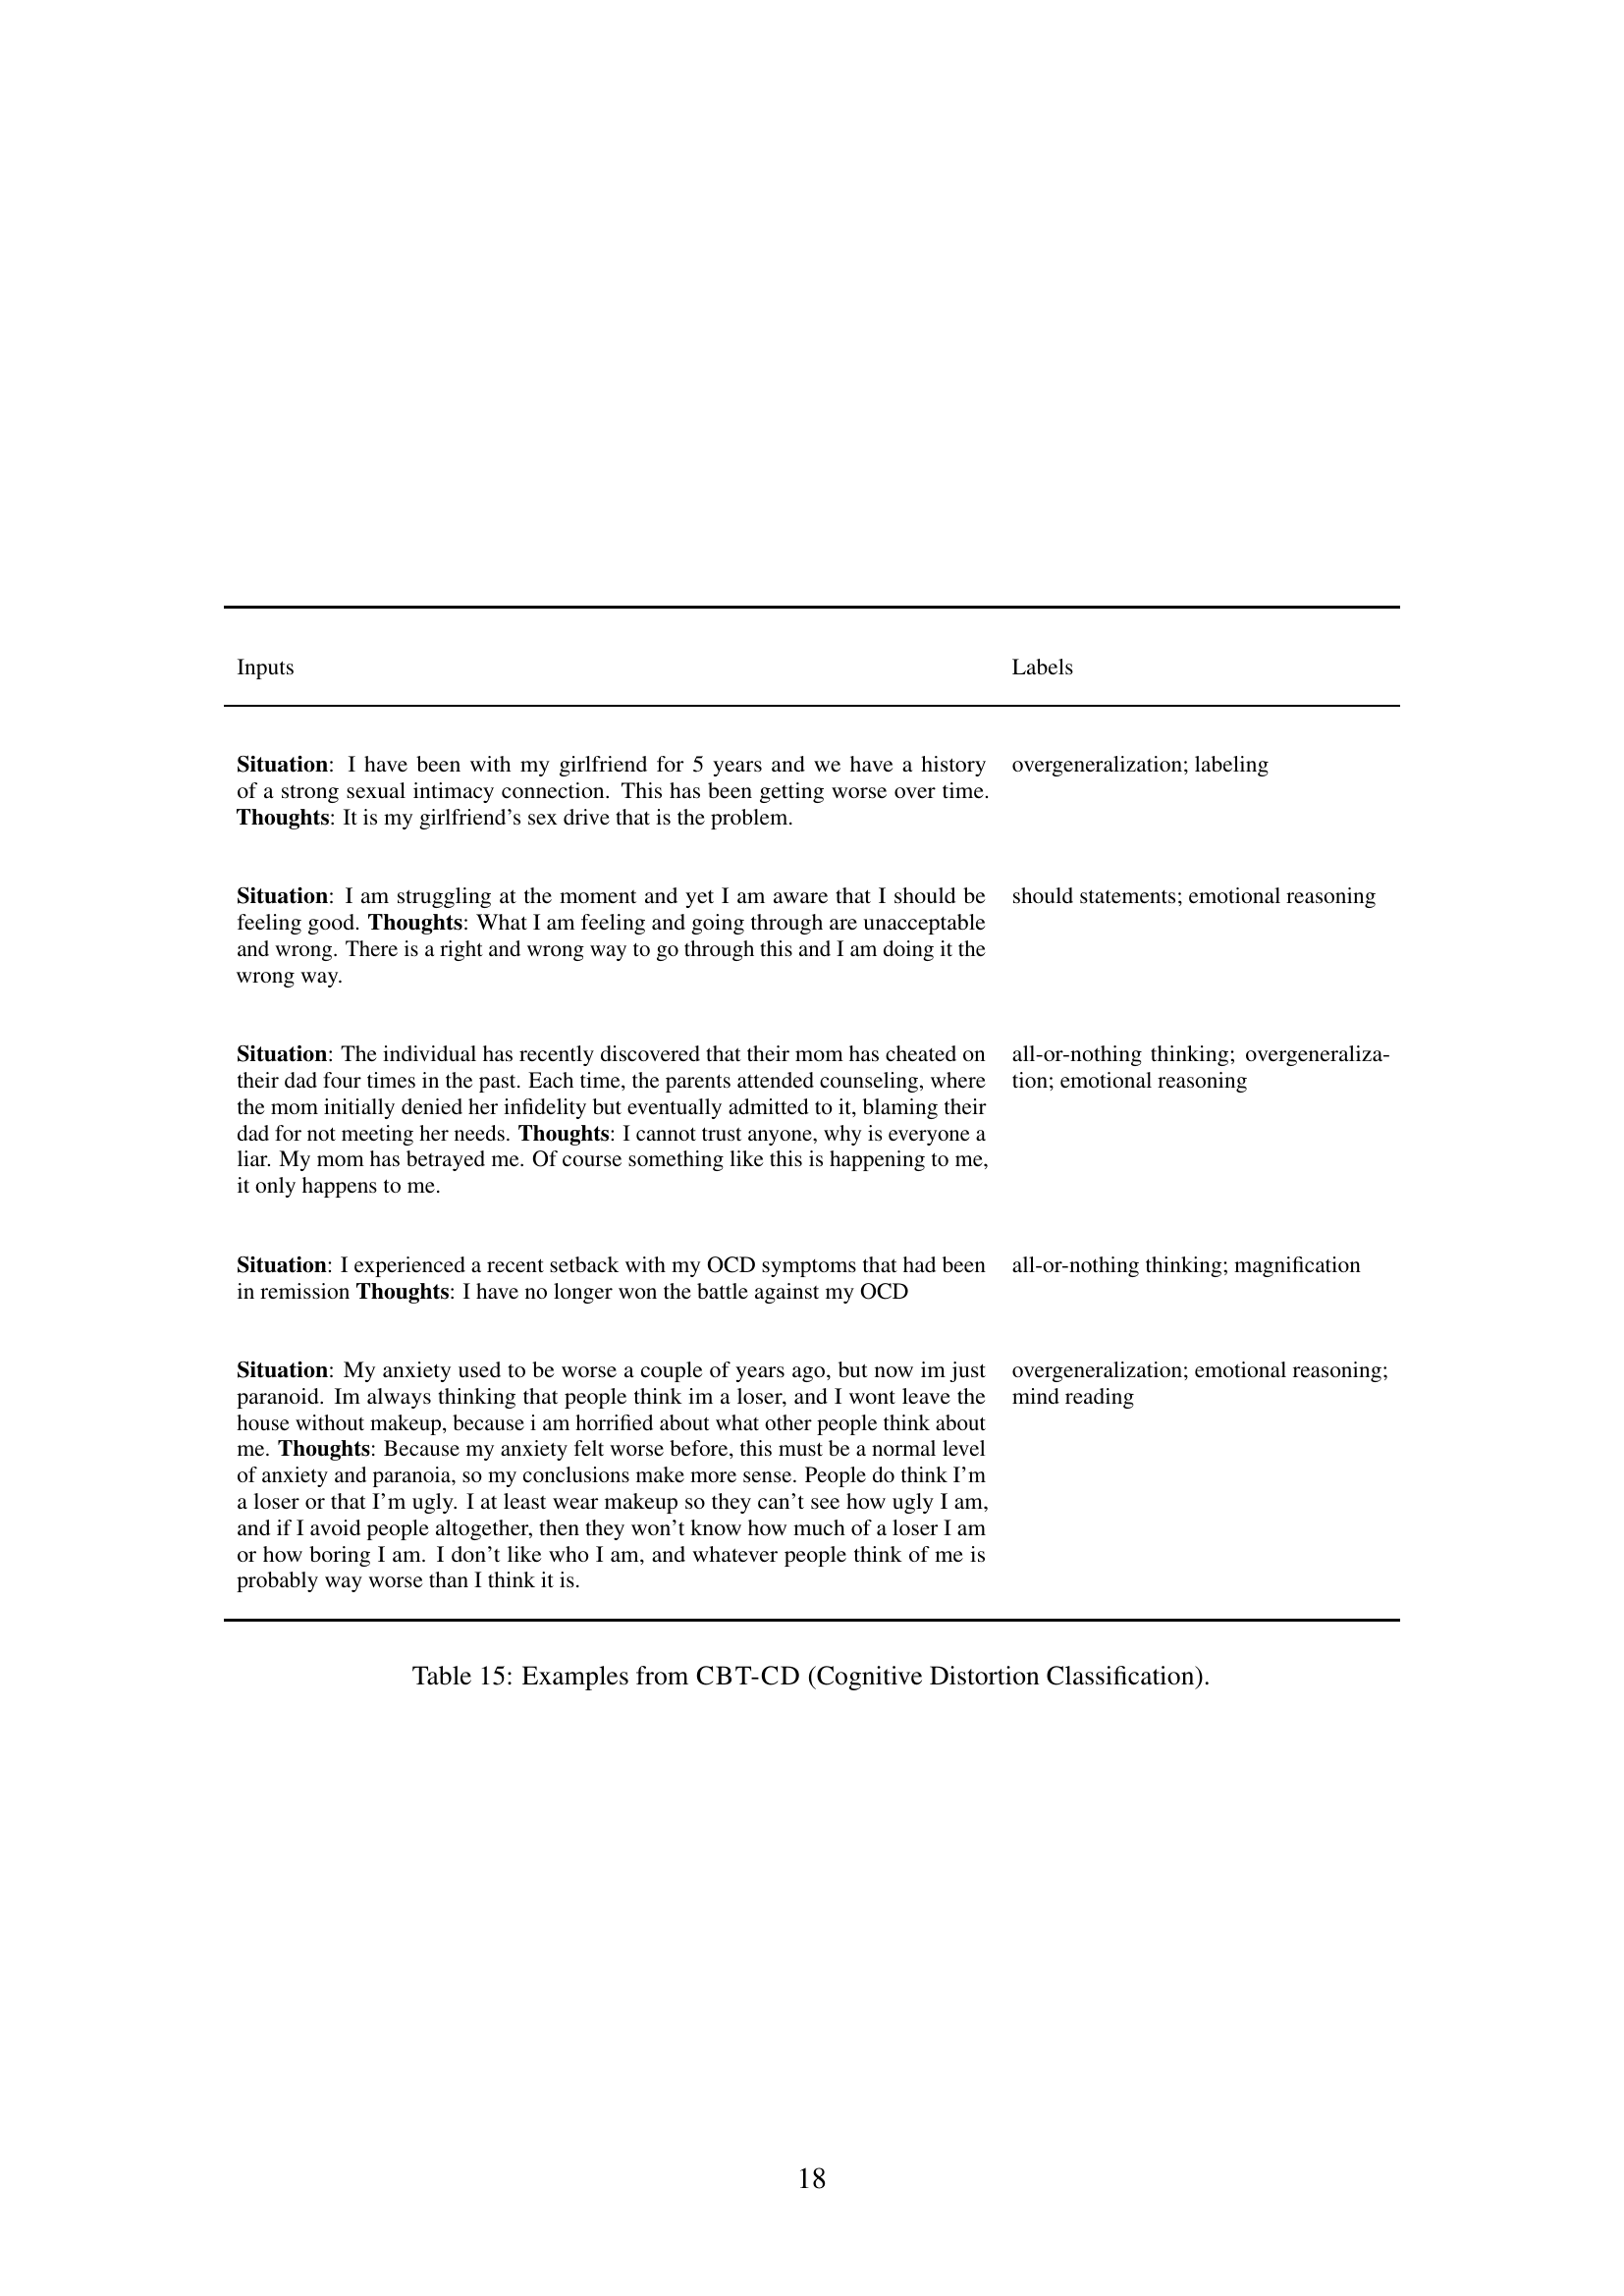 Inputs
Labels
Situation: I have been with my girlfriend for 5 years and we have a history
of a strong sexual intimacy connection. This has been getting worse over time.
Thoughts: It is my girlfriend's sex drive that is the problem.
overgeneralization; labeling
Situation: I am struggling at the moment and yet I am aware that I should be
feeling good. Thoughts: What I am feeling and going through are unacceptable
and wrong. There is a right and wrong way to go through this and I am doing it the
wrong way.
should statements; emotional reasoning
Situation: The individual has recently discovered that their mom has cheated on
their dad four times in the past. Each time, the parents attended counseling, where
the mom initially denied her infidelity but eventually admitted to it, blaming their
dad for not meeting her needs. Thoughts: I cannot trust anyone, why is everyone a
liar. My mom has betrayed me. Of course something like this is happening to me,
it only happens to me.
all-or-nothing thinking; overgeneraliza-
tion; emotional reasoning
Situation: I experienced a recent setback with my OCD symptoms that had been
in remission Thoughts: I have no longer won the battle against my OCD
all-or-nothing thinking; magnification
Situation: My anxiety used to be worse a couple of years ago, but now im just
paranoid. Im always thinking that people think im a loser, and I wont leave the
house without makeup, because i am horrified about what other people think about
me. Thoughts: Because my anxiety felt worse before, this must be a normal level
of anxiety and paranoia, so my conclusions make more sense. People do think I'm
a loser or that I'm ugly. I at least wear makeup so they can't see how ugly I am,
and if I avoid people altogether, then they won't know how much of a loser I am
or how boring I am. I don't like who I am, and whatever people think of me is
probably way worse than I think it is.
overgeneralization; emotional reasoning;
mind reading
Table 15: Examples from CBT-CD (Cognitive Distortion Classification).
18